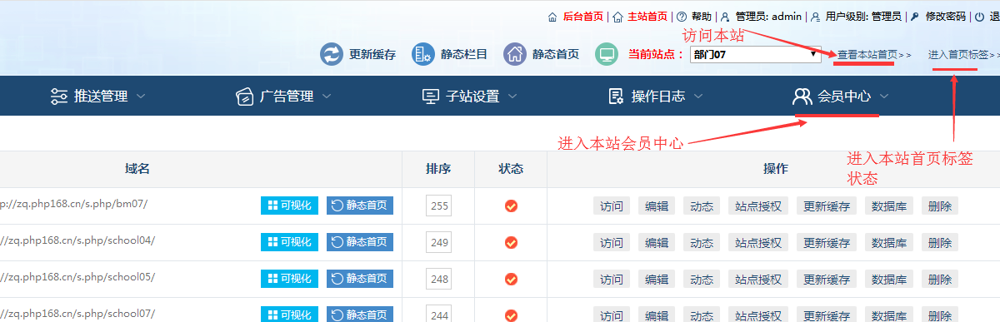 后台首页 | 主站首页 | 帮助 | 管理员: admin | 用户级别: 管理员 | 修改密码 | 退
访问本站
更新缓存 静态栏目 静态首页 当前站点： 部门07 查看本站首页>> 进入首页标签>>
推送管理 广告管理 子站设置 操作日志 会员中心
进入本站会员中心
进入本站首页标签
状态
域名 排序 状态 操作
p://zq.php168.cn/s.php/bm07/ 可视化 静态首页 255 访问 编辑 动态 站点授权 更新缓存 数据库 删除
//zq.php168.cn/s.php/school04/ 可视化 静态首页 249 访问 编辑 动态 站点授权 更新缓存 数据库 删除
//zq.php168.cn/s.php/school05/ 可视化 静态首页 248 访问 编辑 动态 站点授权 更新缓存 数据库 删除
//zq.php168.cn/s.php/school07/ 可视化 静态首页 244 访问 编辑 动态 站点授权 更新缓存 数据库 删除